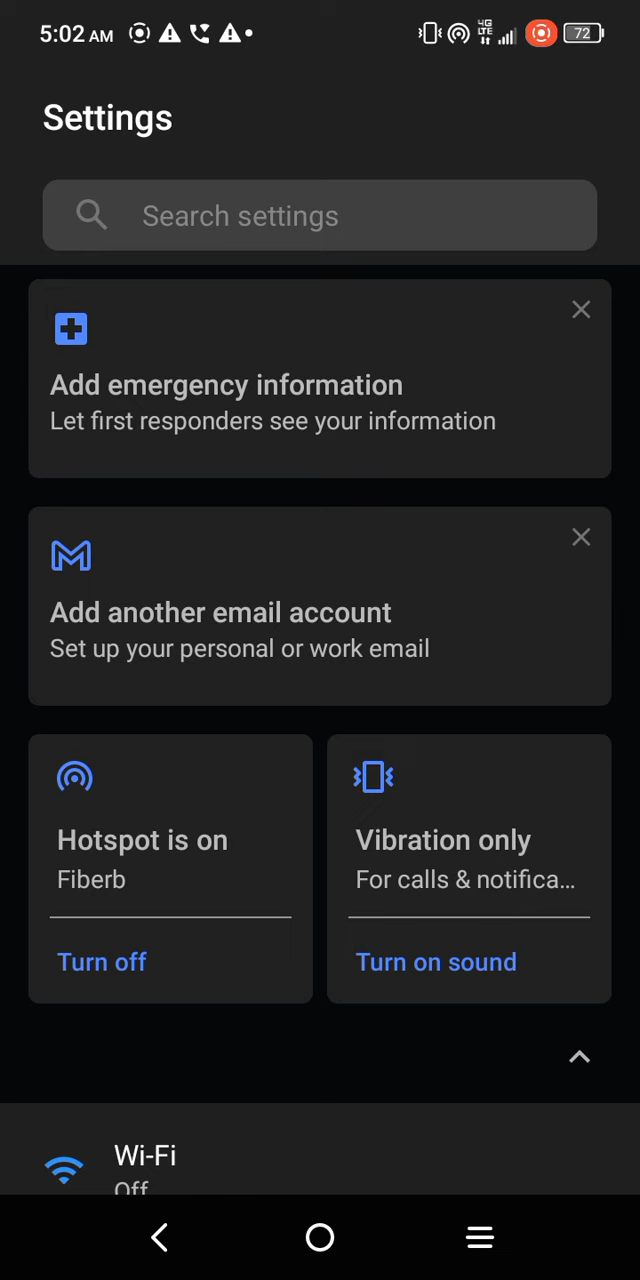 5:02 AM
4G
LTE
72
Settings
Search settings
Add emergency information
Let first responders see your information
Add another email account
Set up your personal or work email
Hotspot is on
Fiberb
Turn off
Vibration only
For calls & notifica...
Turn on sound
Wi-Fi
Off